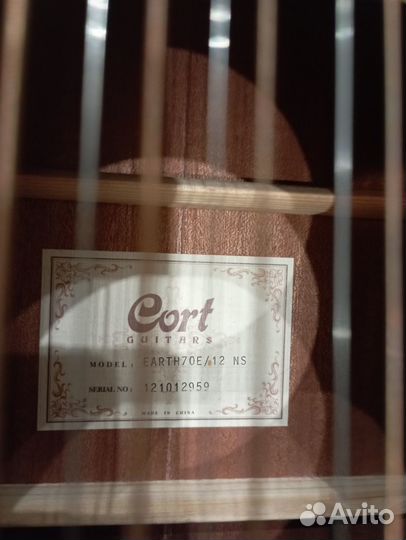 Cort
GUITARS
MODEL: EARTH70E/12 NS
SERIAL NO: 121012959
MADE IN CHINA
Avito